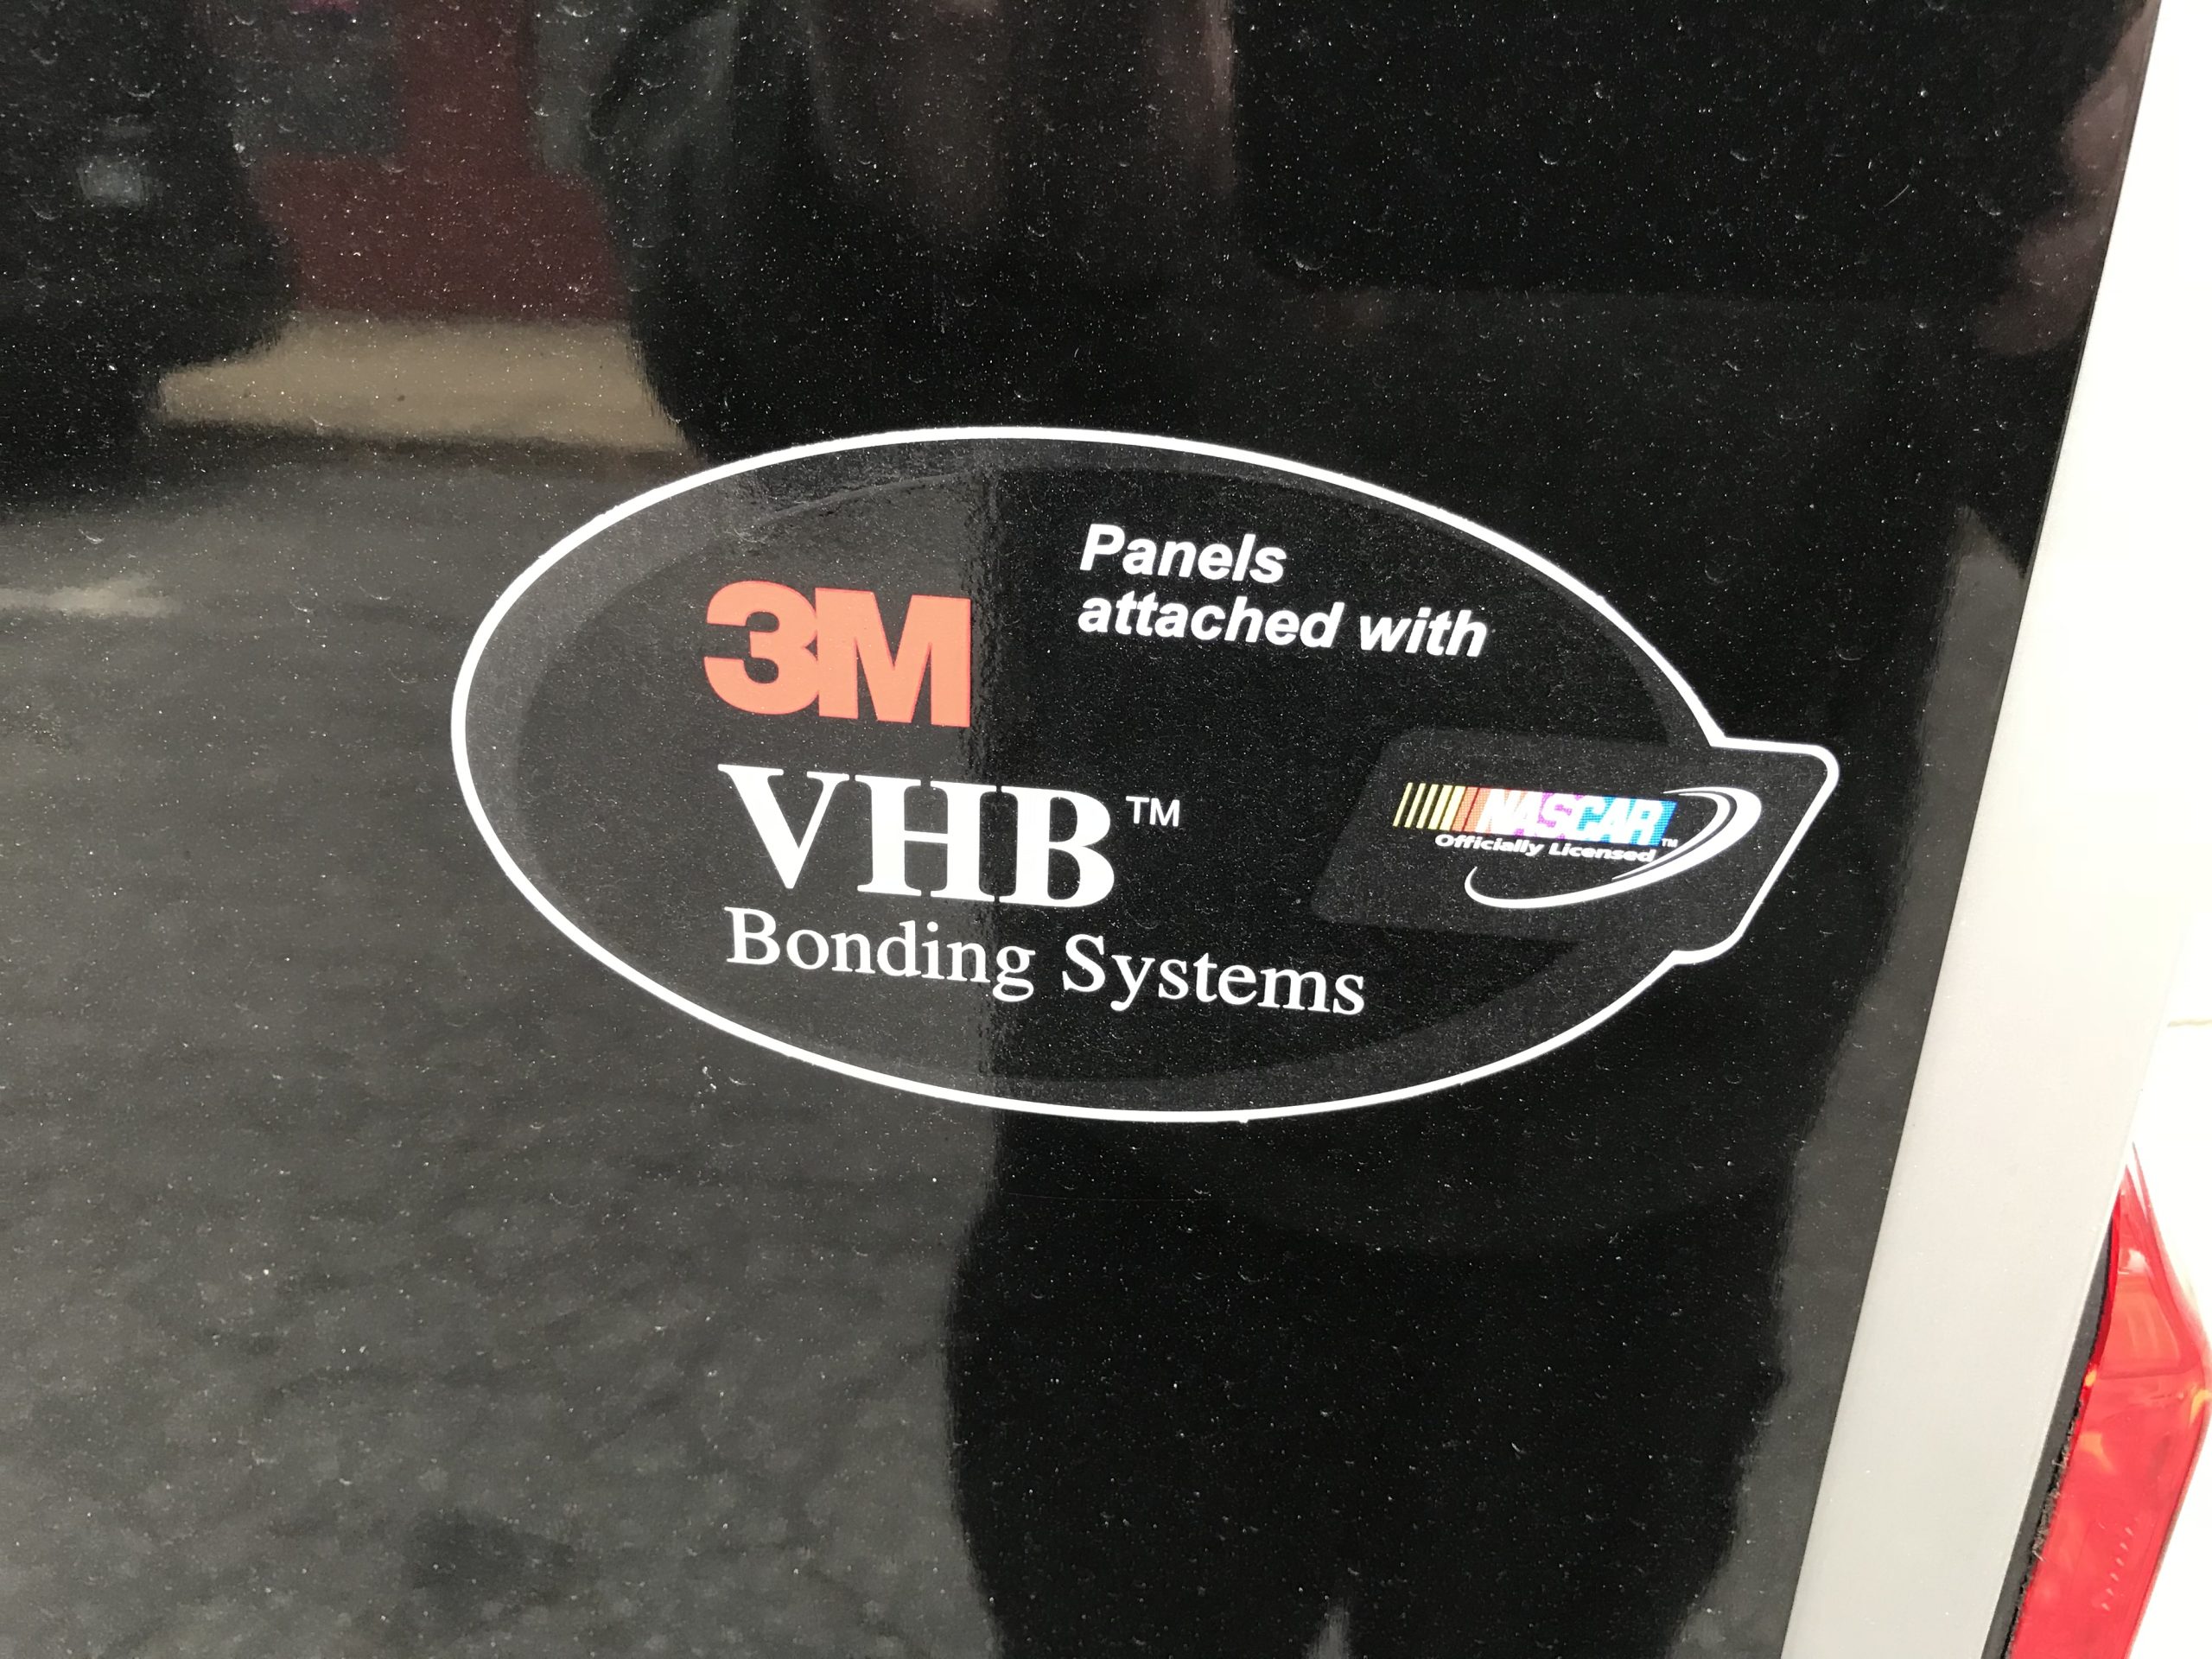 Panels
attached with
3M
VHB™
Bonding Systems
NASCAR™
Officially Licensed